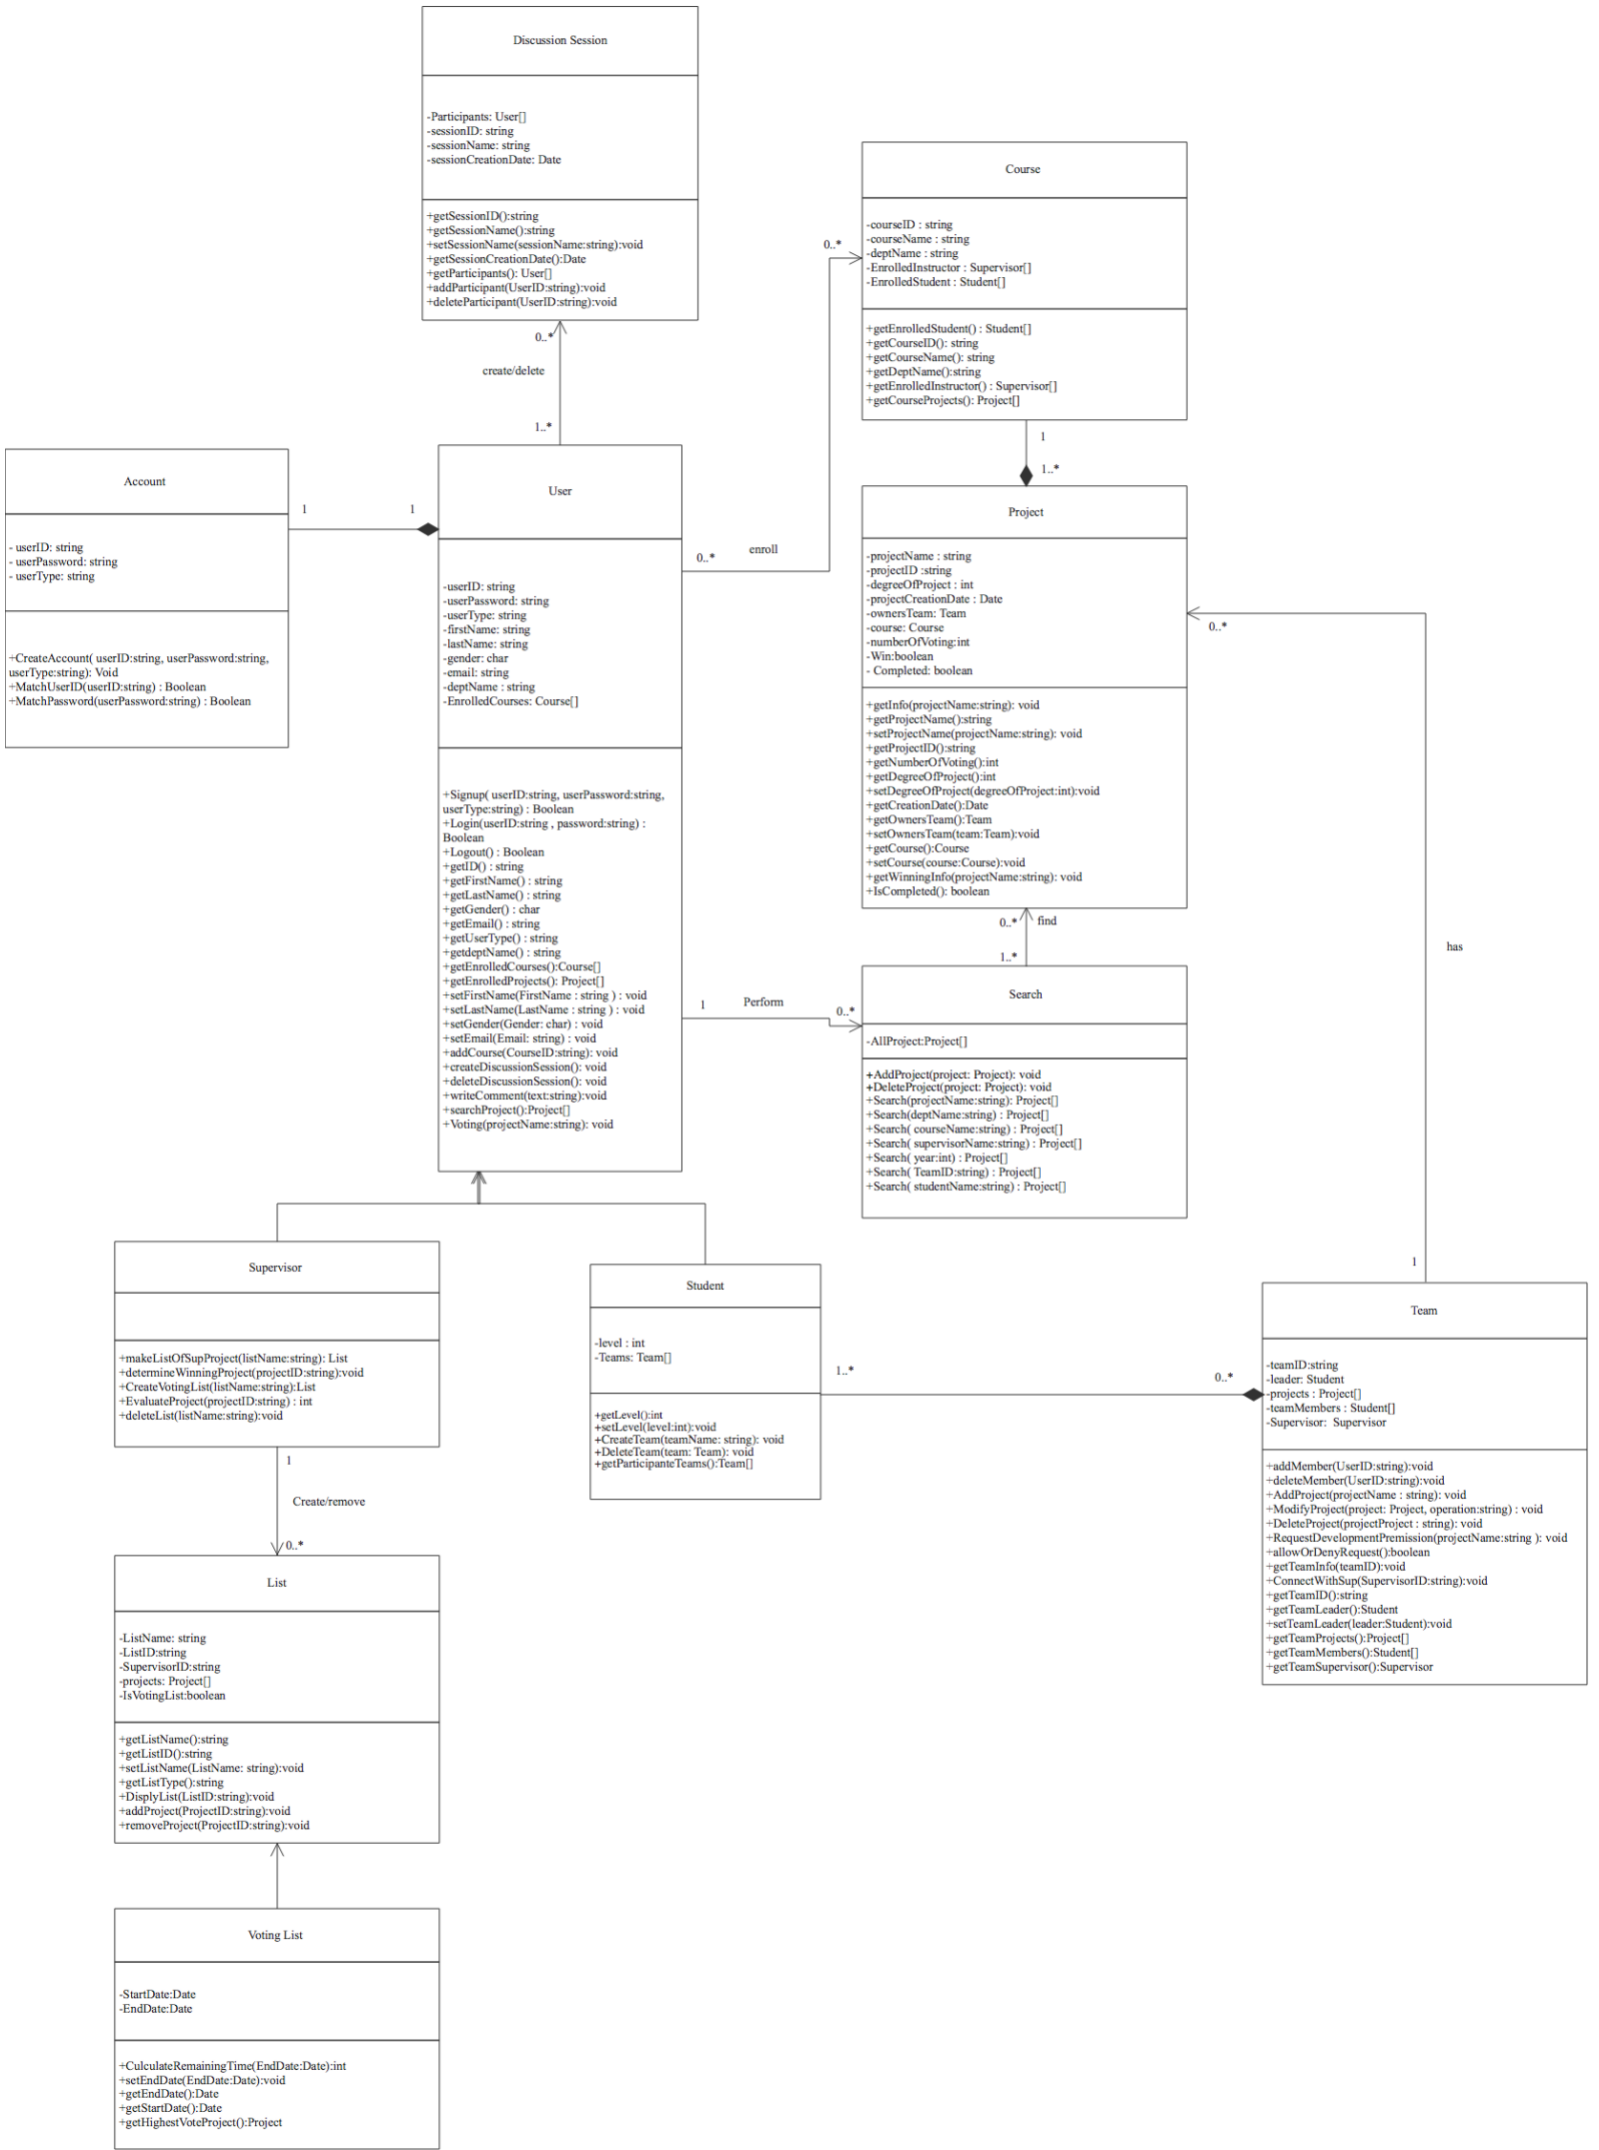 Discussion Session
-Participants: User[]
-sessionID: string
-sessionName: string
-sessionCreationDate: Date
+getSessionID():string
+getSessionName():string
+setSessionName(sessionName:string):void
+getSessionCreationDate():Date
+getParticipants(): User[]
+addParticipant(UserID:string):void
+deleteParticipant(UserID:string):void
0..*
create/delete
1..*
Course
-courseID : string
-courseName : string
-deptName : string
-EnrolledInstructor : Supervisor[]
-EnrolledStudent : Student[]
+getEnrolledStudent() : Student[]
+getCourseID(): string
+getCourseName(): string
+getDeptName():string
+getEnrolledInstructor() : Supervisor[]
+getCourseProjects(): Project[]
0..*
enroll
0..*
1
1..*
Account
- userID: string
- userPassword: string
- userType: string
+CreateAccount( userID:string, userPassword:string,
userType:string): Void
+MatchUserID(userID:string) : Boolean
+MatchPassword(userPassword:string) : Boolean
1
1
User
-userID: string
-userPassword: string
-userType: string
-firstName: string
-lastName: string
-gender: char
-email: string
-deptName : string
-EnrolledCourses: Course[]
+Signup( userID:string, userPassword:string,
userType:string) : Boolean
+Login(userID:string , password:string) :
Boolean
+Logout() : Boolean
+getID() : string
+getFirstName() : string
+getLastName() : string
+getGender() : char
+getEmail() : string
+getUserType() : string
+getdeptName() : string
+getEnrolledCourses():Course[]
+getEnrolledProjects(): Project[]
+setFirstName(FirstName : string ) : void
+setLastName(LastName : string ) : void
+setGender(Gender: char) : void
+setEmail(Email: string) : void
+addCourse(CourseID:string): void
+createDiscussionSession(): void
+deleteDiscussionSession(): void
+writeComment(text:string):void
+searchProject():Project[]
+Voting(projectName:string): void
Project
-projectName : string
-projectID :string
-degreeOfProject : int
-projectCreationDate : Date
-ownersTeam: Team
-course: Course
-numberOfVoting:int
-Win:boolean
- Completed: boolean
+getInfo(projectName:string): void
+getProjectName():string
+setProjectName(projectName:string): void
+getProjectID():string
+getNumberOfVoting():int
+getDegreeOfProject():int
+setDegreeOfProject(degreeOfProject:int):void
+getCreationDate():Date
+getOwnersTeam():Team
+setOwnersTeam(team:Team):void
+getCourse():Course
+setCourse(course:Course):void
+getWinningInfo(projectName:string): void
+IsCompleted(): boolean
0..*
has
1
0..*
find
1..*
1
Perform
0..*
Search
-AllProject:Project[]
+AddProject(project: Project): void
+DeleteProject(project: Project): void
+Search(projectName:string): Project[]
+Search(deptName:string) : Project[]
+Search( courseName:string) : Project[]
+Search( supervisorName:string) : Project[]
+Search( year:int) : Project[]
+Search( TeamID:string) : Project[]
+Search( studentName:string) : Project[]
Supervisor
+makeListOfSupProject(listName:string): List
+determineWinningProject(projectID:string):void
+CreateVotingList(listName:string):List
+EvaluateProject(projectID:string) : int
+deleteList(listName:string):void
1
Create/remove
0..*
Student
-level : int
-Teams: Team[]
+getLevel():int
+setLevel(level:int):void
+CreateTeam(teamName: string): void
+DeleteTeam(team: Team): void
+getParticipanteTeams():Team[]
1..*
0..*
Team
-teamID:string
-leader: Student
-projects : Project[]
-teamMembers : Student[]
-Supervisor: Supervisor
+addMember(UserID:string):void
+deleteMember(UserID:string):void
+AddProject(projectName : string): void
+ModifyProject(project: Project, operation:string) : void
+DeleteProject(projectProject : string): void
+RequestDevelopmentPremission(projectName:string ): void
+allowOrDenyRequest():boolean
+getTeamInfo(teamID):void
+ConnectWithSup(SupervisorID:string):void
+getTeamID():string
+getTeamLeader():Student
+setTeamLeader(leader:Student):void
+getTeamProjects():Project[]
+getTeamMembers():Student[]
+getTeamSupervisor():Supervisor
List
-ListName: string
-ListID:string
-SupervisorID:string
-projects: Project[]
-IsVotingList:boolean
+getListName():string
+getListID():string
+setListName(ListName: string):void
+getListType():string
+DisplyList(ListID:string):void
+addProject(ProjectID:string):void
+removeProject(ProjectID:string):void
Voting List
-StartDate:Date
-EndDate:Date
+CulculateRemainingTime(EndDate:Date):int
+setEndDate(EndDate:Date):void
+getEndDate():Date
+getStartDate():Date
+getHighestVoteProject():Project